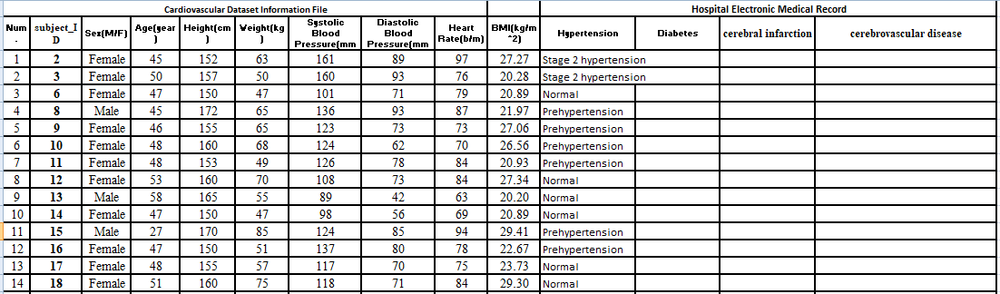 Cardiovascular Dataset Information File Hospital Electronic Medical Record
Num. subject_ID Sex(M/F) Age(year) Height(cm) Weight(kg) Systolic Blood Pressure(mm Diastolic Blood Pressure(mm Heart Rate(b/m) BMI(kg/m^2) Hypertension Diabetes cerebral infarction cerebrovascular disease
1 2 Female 45 152 63 161 89 97 27.27 Stage 2 hypertension
2 3 Female 50 157 50 160 93 76 20.28 Stage 2 hypertension
3 6 Female 47 150 47 101 71 79 20.89 Normal
4 8 Male 45 172 65 136 93 87 21.97 Prehypertension
5 9 Female 46 155 65 123 73 73 27.06 Prehypertension
6 10 Female 48 160 68 124 62 70 26.56 Prehypertension
7 11 Female 48 153 49 126 78 84 20.93 Prehypertension
8 12 Female 53 160 70 108 73 84 27.34 Normal
9 13 Male 58 165 55 89 42 63 20.20 Normal
10 14 Female 47 150 47 98 56 69 20.89 Normal
11 15 Male 27 170 85 124 85 94 29.41 Prehypertension
12 16 Female 47 150 51 137 80 78 22.67 Prehypertension
13 17 Female 48 155 57 117 70 75 23.73 Normal
14 18 Female 51 160 75 118 71 84 29.30 Normal